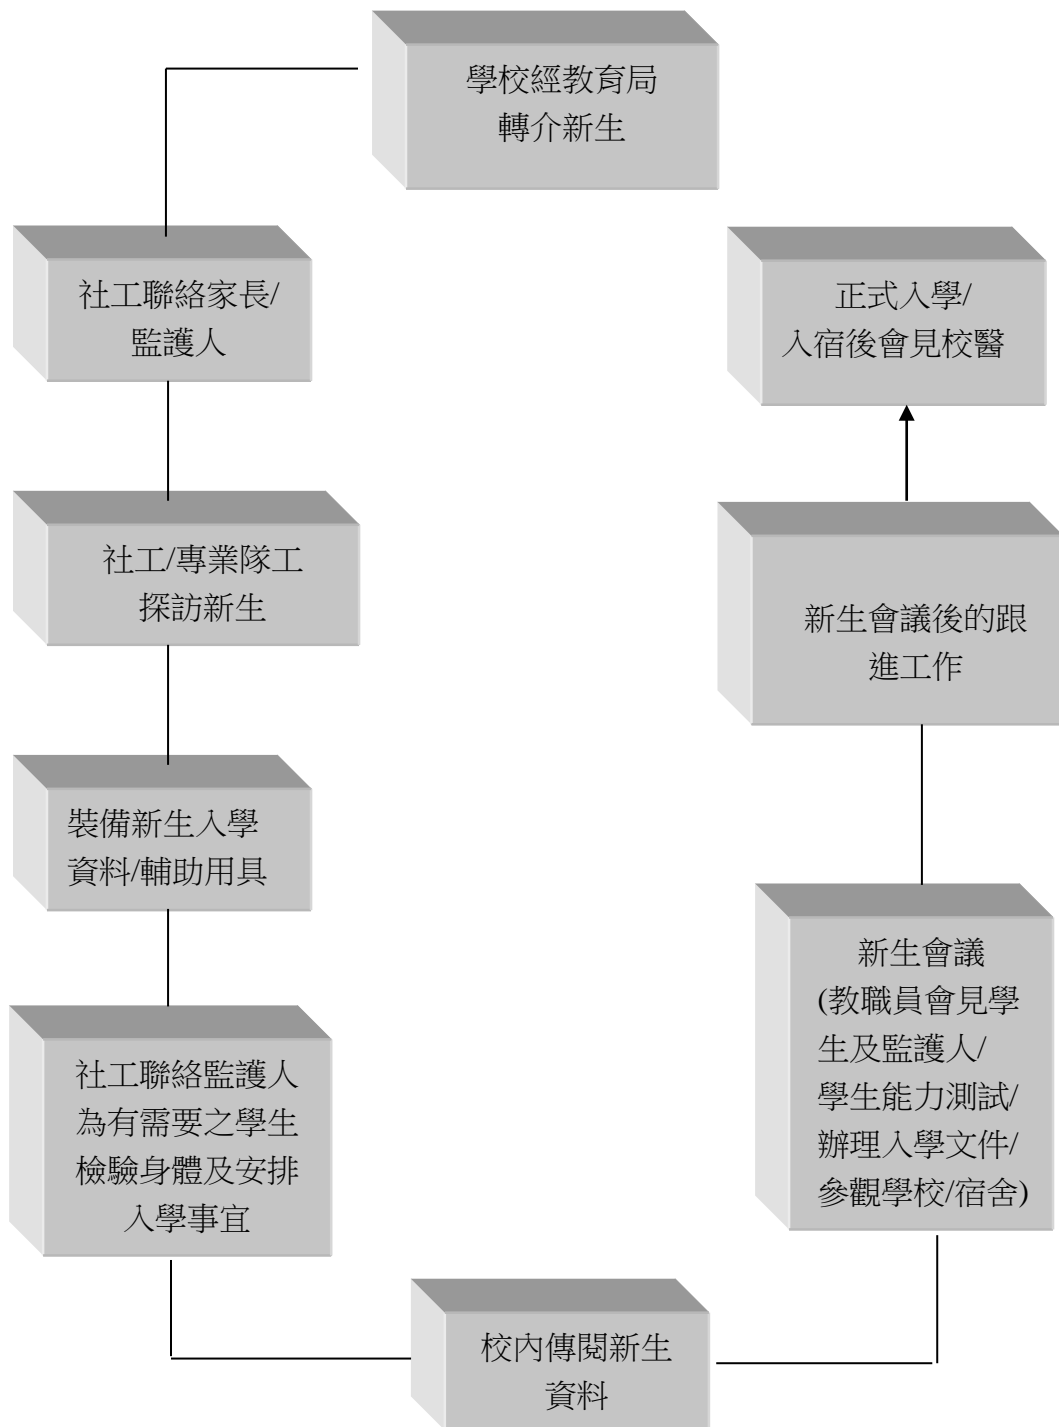 學校經教育局
轉介新生
社工聯絡家長/
監護人
社工/專業隊工
探訪新生
裝備新生入學
資料/輔助用具
社工聯絡監護人
為有需要之學生
檢驗身體及安排
入學事宜
校內傳閱新生
資料
新生會議
(教職員會見學
生及監護人/
學生能力測試/
辦理入學文件/
參觀學校/宿舍)
新生會議後的跟
進工作
正式入學/
入宿後會見校醫